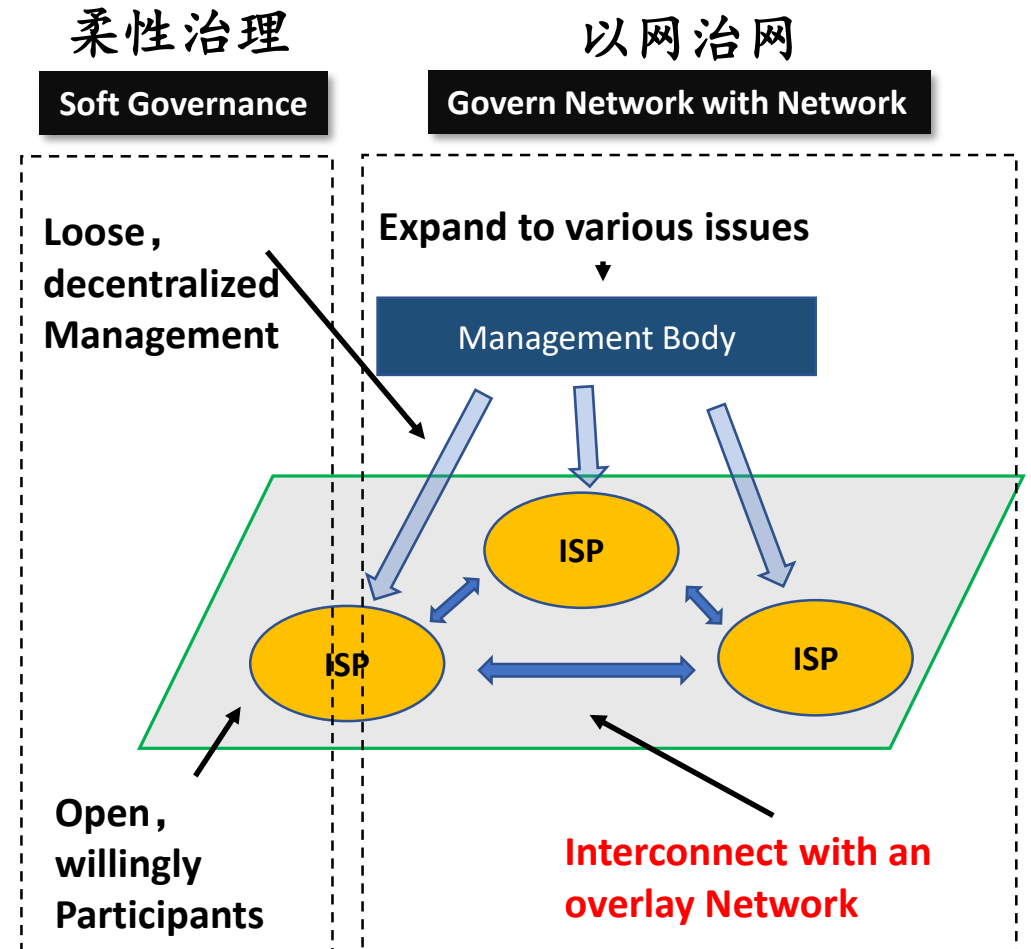 柔性治理
以网治网
Soft Governance
Govern Network with Network
Loose，
decentralized
Management
Expand to various issues
Management Body
ISP
ISP
ISP
Open，
willingly
Participants
Interconnect with an
overlay Network